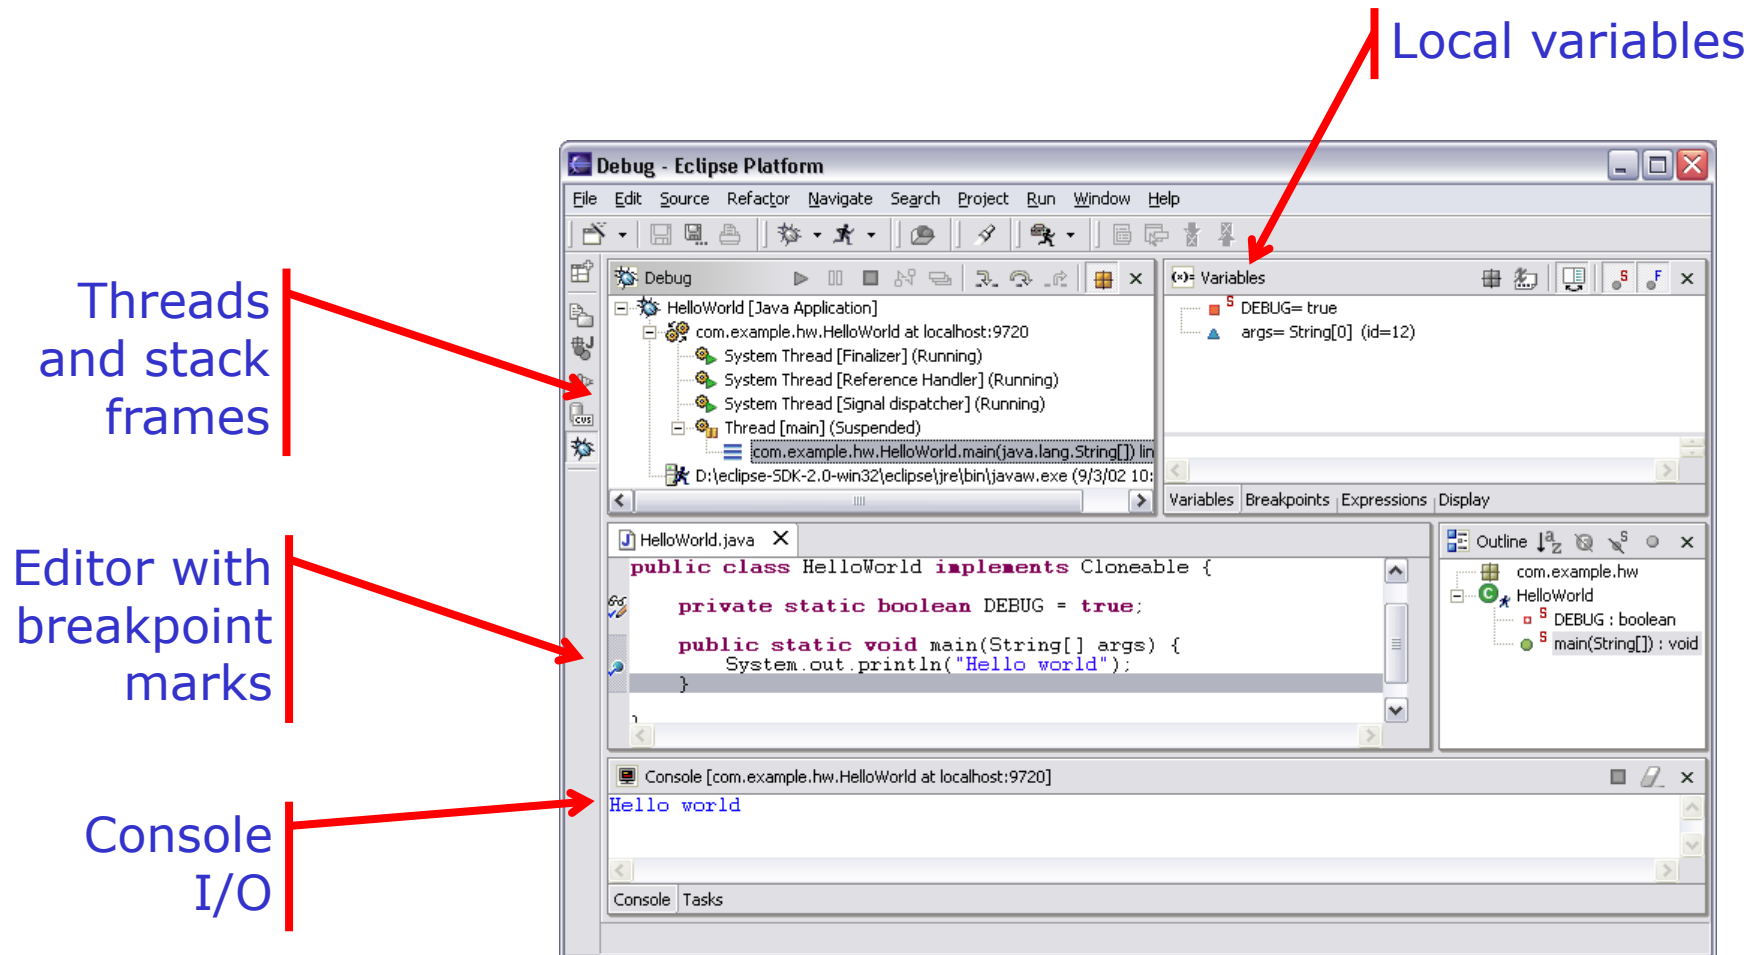 Local variables
Threads
and stack
frames
Editor with
breakpoint
marks
Console
I/O
Debug - Eclipse Platform
File Edit Source Refactor Navigate Search Project Run Window Help
Debug
HelloWorld [Java Application]
com.example.hw.HelloWorld at localhost:9720
System Thread [Finalizer] (Running)
System Thread [Reference Handler] (Running)
System Thread [Signal dispatcher] (Running)
Thread [main] (Suspended)
com.example.hw.HelloWorld.main(java.lang.String[]) lin
D:\eclipse-SDK-2.0-win32\eclipse\jre\bin\javaw.exe (9/3/02 10:
(x)= Variables
S F
S DEBUG= true
args= String[0] (id=12)
Variables Breakpoints Expressions Display
J
CVS
J HelloWorld.java
public class HelloWorld implements Cloneable {
private static boolean DEBUG = true;
public static void main(String[] args) {
System.out.println("Hello world");
}
}
Outline a z S
com.example.hw
C HelloWorld
S DEBUG : boolean
S main(String[]) : void
Console [com.example.hw.HelloWorld at localhost:9720]
Hello world
Console Tasks